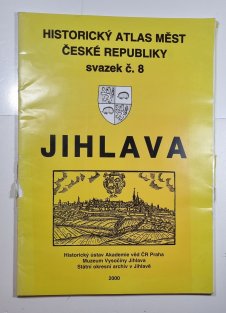 HISTORICKÝ ATLAS MĚST
ČESKÉ REPUBLIKY
svazek č. 8
JIHLAVA
Historický ústav Akademie věd ČR Praha
Muzeum Vysočiny Jihlava
Státní okresní archiv v Jihlavě
2000